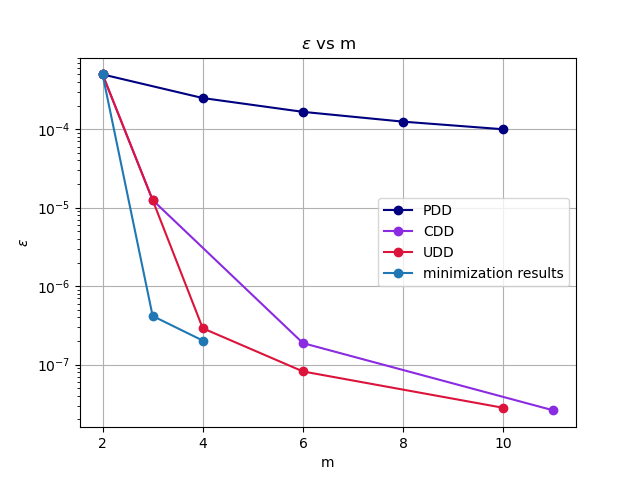 ε vs m
10⁻⁴
10⁻⁵
10⁻⁶
10⁻⁷
ε
PDD
CDD
UDD
minimization results
2 4 6 8 10
m